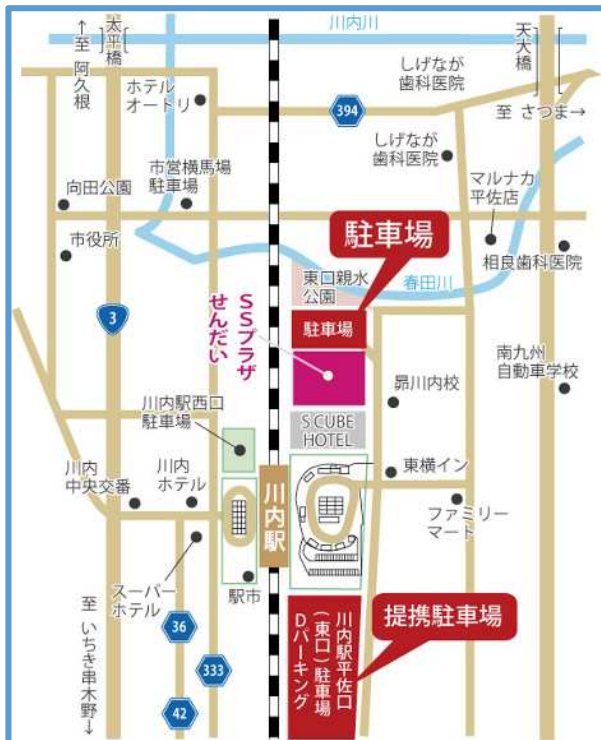 川内川
←至 阿久根
太平橋
天大橋
しげなが
歯科医院
至 さつま→
ホテル
オートリ
394
しげなが
歯科医院
市営横馬場
駐車場
向田公園
マルナカ
平佐店
市役所
駐車場
相良歯科医院
東口親水
公園
春田川
3
SSプラザ
せんだい
駐車場
南九州
自動車学校
昴川内校
川内駅西口
駐車場
S CUBE
HOTEL
川内
中央交番
川内
ホテル
川内駅
東横イン
ファミリー
マート
スーパー
ホテル
駅市
至 いちき串木野→
36
333
42
川内駅平佐口
(東口)駐車場
Dパーキング
提携駐車場